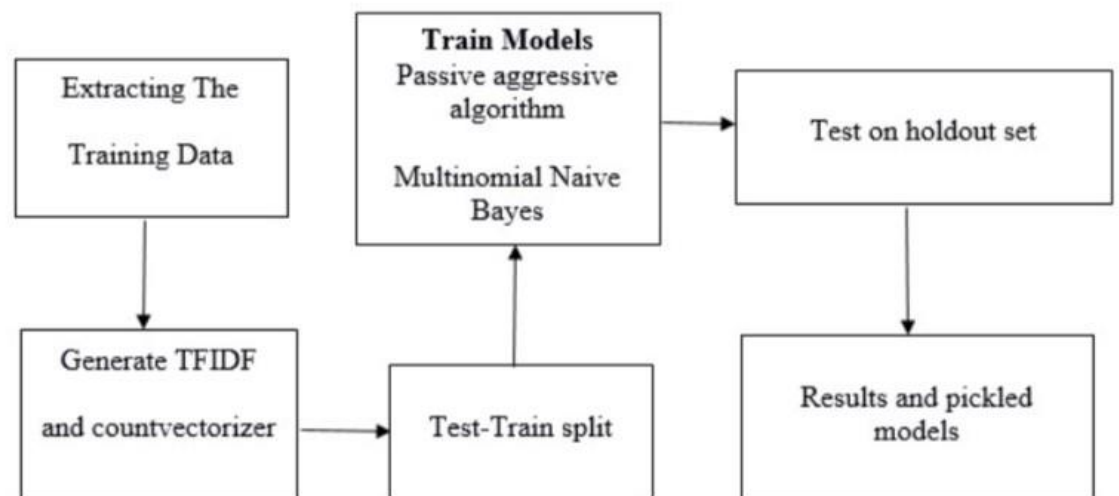 Extracting The
Training Data
Generate TFIDF
and countvectorizer
Test-Train split
Train Models
Passive aggressive
algorithm
Multinomial Naive
Bayes
Test on holdout set
Results and pickled
models